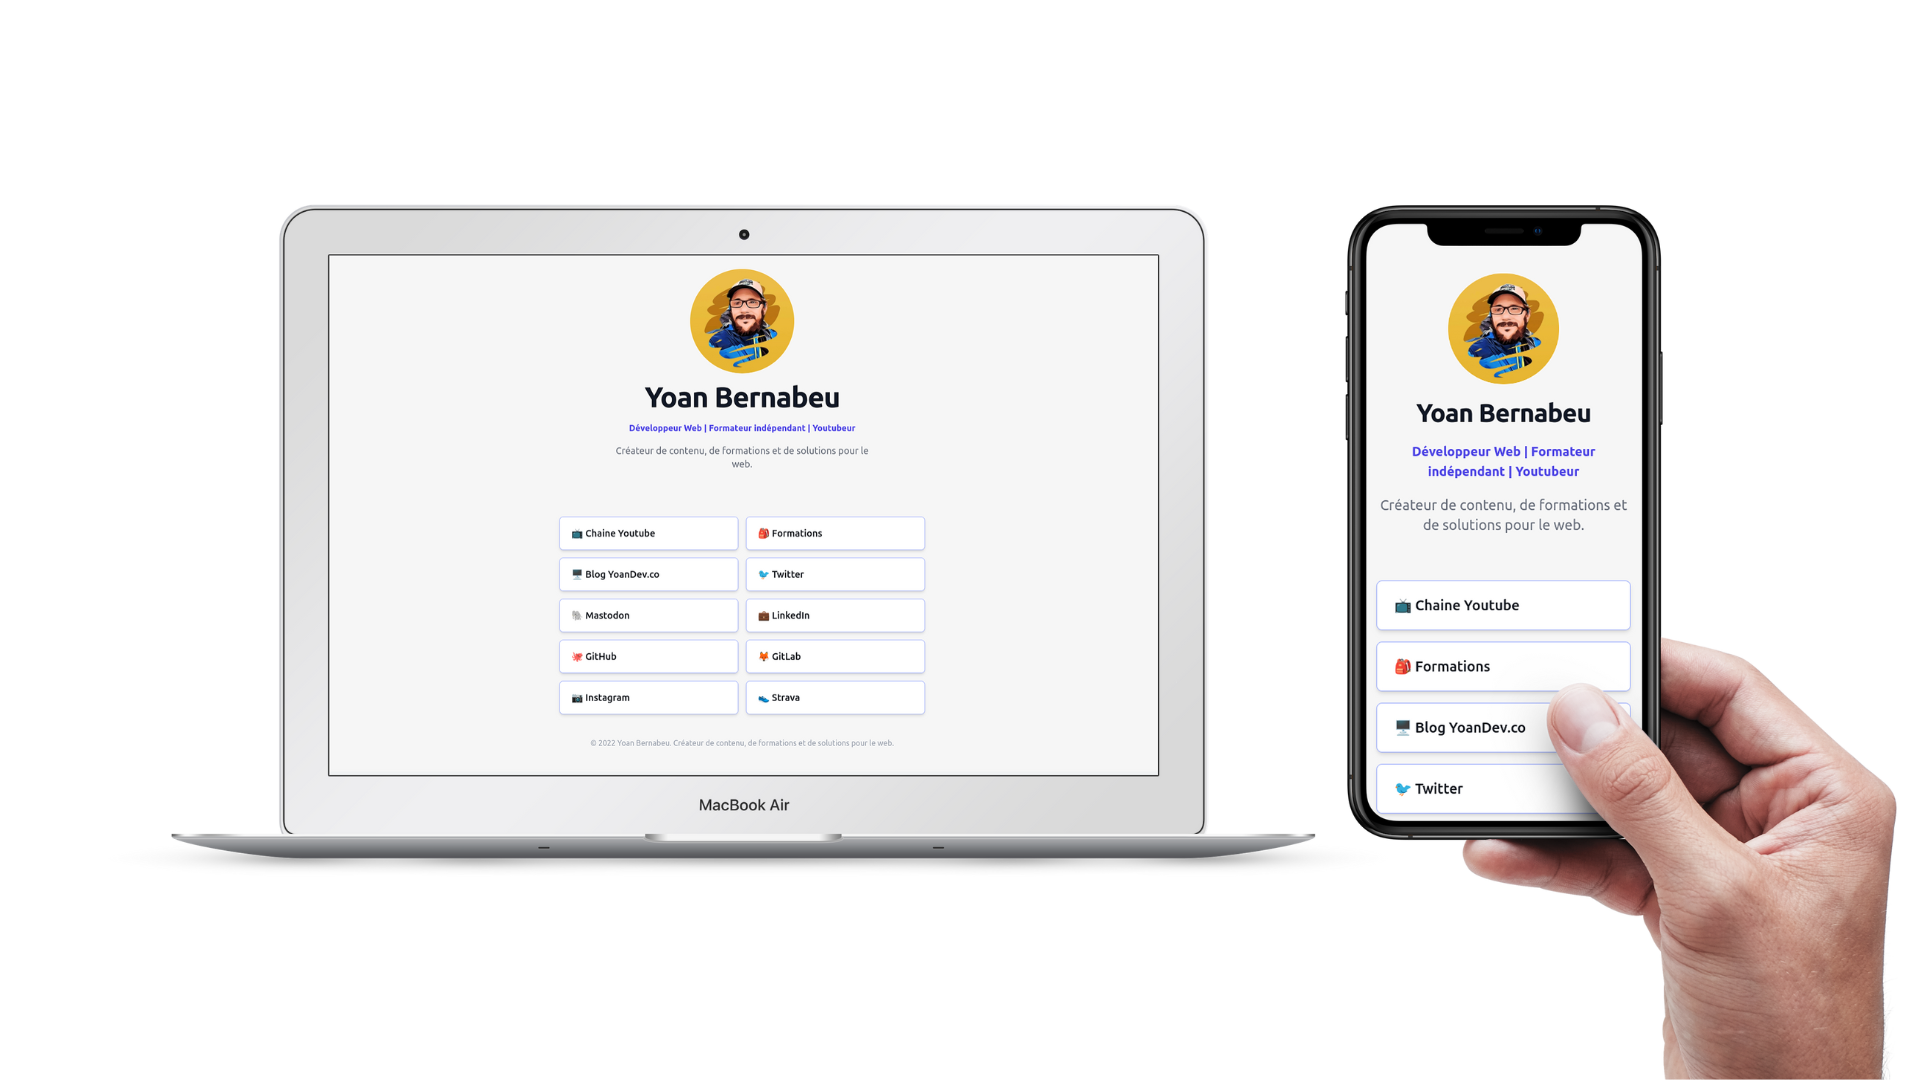 Yoan Bernabeu
Développeur Web | Formateur indépendant | Youtubeur
Créateur de contenu, de formations et de solutions pour le
web.
Chaine Youtube
Formations
Blog YoanDev.co
Twitter
Mastodon
LinkedIn
GitHub
GitLab
Instagram
Strava
© 2022 Yoan Bernabeu. Créateur de contenu, de formations et de solutions pour le web.
MacBook Air
Yoan Bernabeu
Développeur Web | Formateur
indépendant | Youtubeur
Créateur de contenu, de formations et
de solutions pour le web.
Chaine Youtube
Formations
Blog YoanDev.co
Twitter